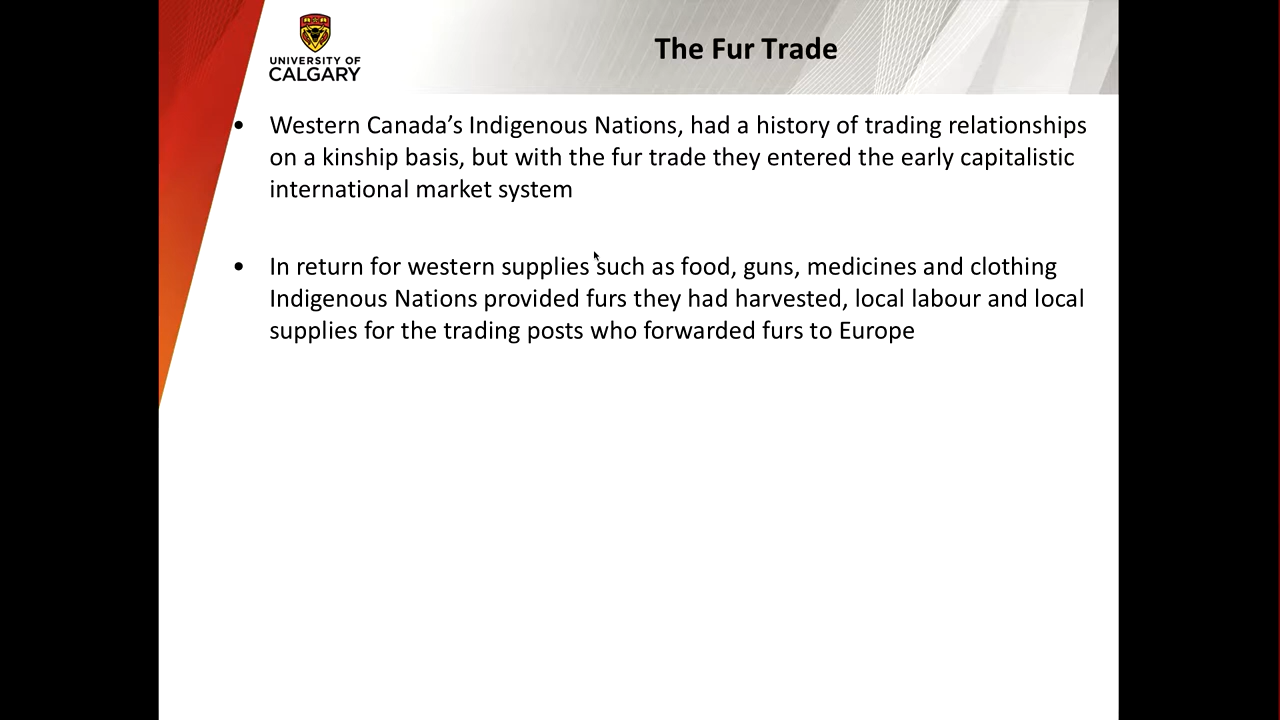 UNIVERSITY OF
CALGARY
The Fur Trade
• Western Canada’s Indigenous Nations, had a history of trading relationships
on a kinship basis, but with the fur trade they entered the early capitalistic
international market system
• In return for western supplies such as food, guns, medicines and clothing
Indigenous Nations provided furs they had harvested, local labour and local
supplies for the trading posts who forwarded furs to Europe